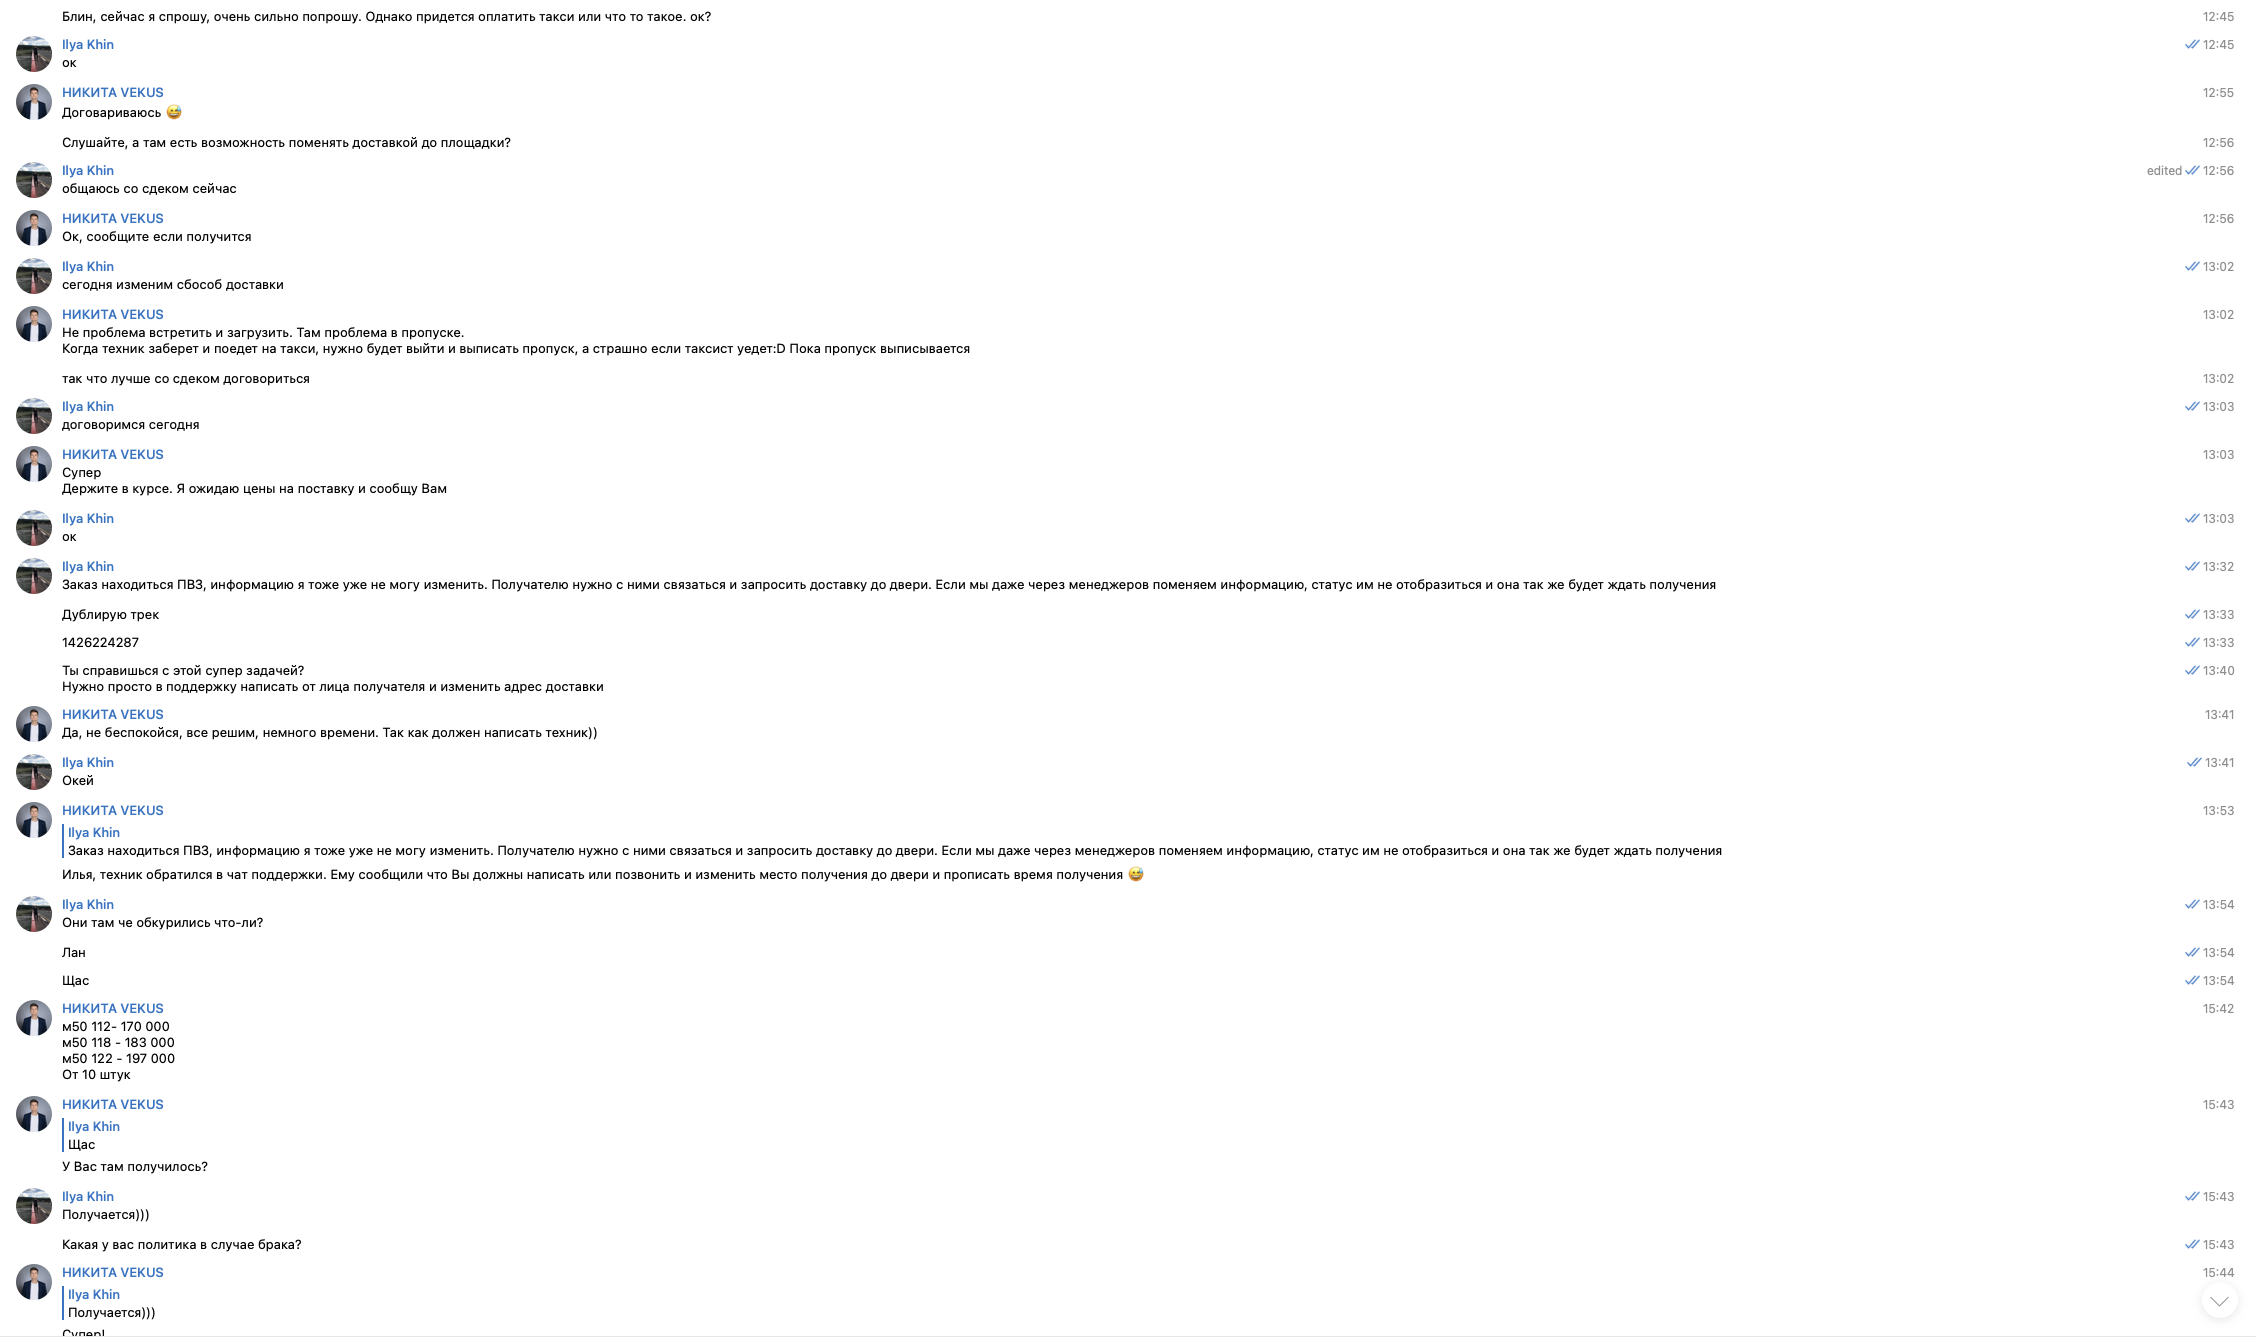 Блин, сейчас я спрошу, очень сильно попрошу. Однако придется оплатить такси или что то такое. ок? 12:45
Ilya Khin 12:45
ок
НИКИТА VEKUS 12:55
Договариваюсь 😅
Слушайте, а там есть возможность поменять доставкой до площадки? 12:56
Ilya Khin edited 12:56
общаюсь со сдеком сейчас
НИКИТА VEKUS 12:56
Ок, сообщите если получится
Ilya Khin 13:02
сегодня изменим сбособ доставки
НИКИТА VEKUS 13:02
Не проблема встретить и загрузить. Там проблема в пропуске.
Когда техник заберет и поедет на такси, нужно будет выйти и выписать пропуск, а страшно если таксист уедет:D Пока пропуск выписывается
так что лучше со сдеком договориться 13:02
Ilya Khin 13:03
договоримся сегодня
НИКИТА VEKUS 13:03
Супер
Держите в курсе. Я ожидаю цены на поставку и сообщу Вам
Ilya Khin 13:03
ок
Ilya Khin 13:32
Заказ находиться ПВЗ, информацию я тоже уже не могу изменить. Получателю нужно с ними связаться и запросить доставку до двери. Если мы даже через менеджеров поменяем информацию, статус им не отобразиться и она так же будет ждать получения
Дублирую трек 13:33
1426224287 13:33
Ты справишься с этой супер задачей? 13:40
Нужно просто в поддержку написать от лица получателя и изменить адрес доставки
НИКИТА VEKUS 13:41
Да, не беспокойся, все решим, немного времени. Так как должен написать техник))
Ilya Khin 13:41
Окей
НИКИТА VEKUS 13:53
Ilya Khin
Заказ находиться ПВЗ, информацию я тоже уже не могу изменить. Получателю нужно с ними связаться и запросить доставку до двери. Если мы даже через менеджеров поменяем информацию, статус им не отобразиться и она так же будет ждать получения
Илья, техник обратился в чат поддержки. Ему сообщили что Вы должны написать или позвонить и изменить место получения до двери и прописать время получения 😅
Ilya Khin 13:54
Они там че обкурились что-ли?
Лан 13:54
Щас 13:54
НИКИТА VEKUS 15:42
м50 112- 170 000
м50 118 - 183 000
м50 122 - 197 000
От 10 штук
НИКИТА VEKUS 15:43
Ilya Khin
Щас
У Вас там получилось?
Ilya Khin 15:43
Получается)))
Какая у вас политика в случае брака? 15:43
НИКИТА VEKUS 15:44
Ilya Khin
Получается)))
Супер!